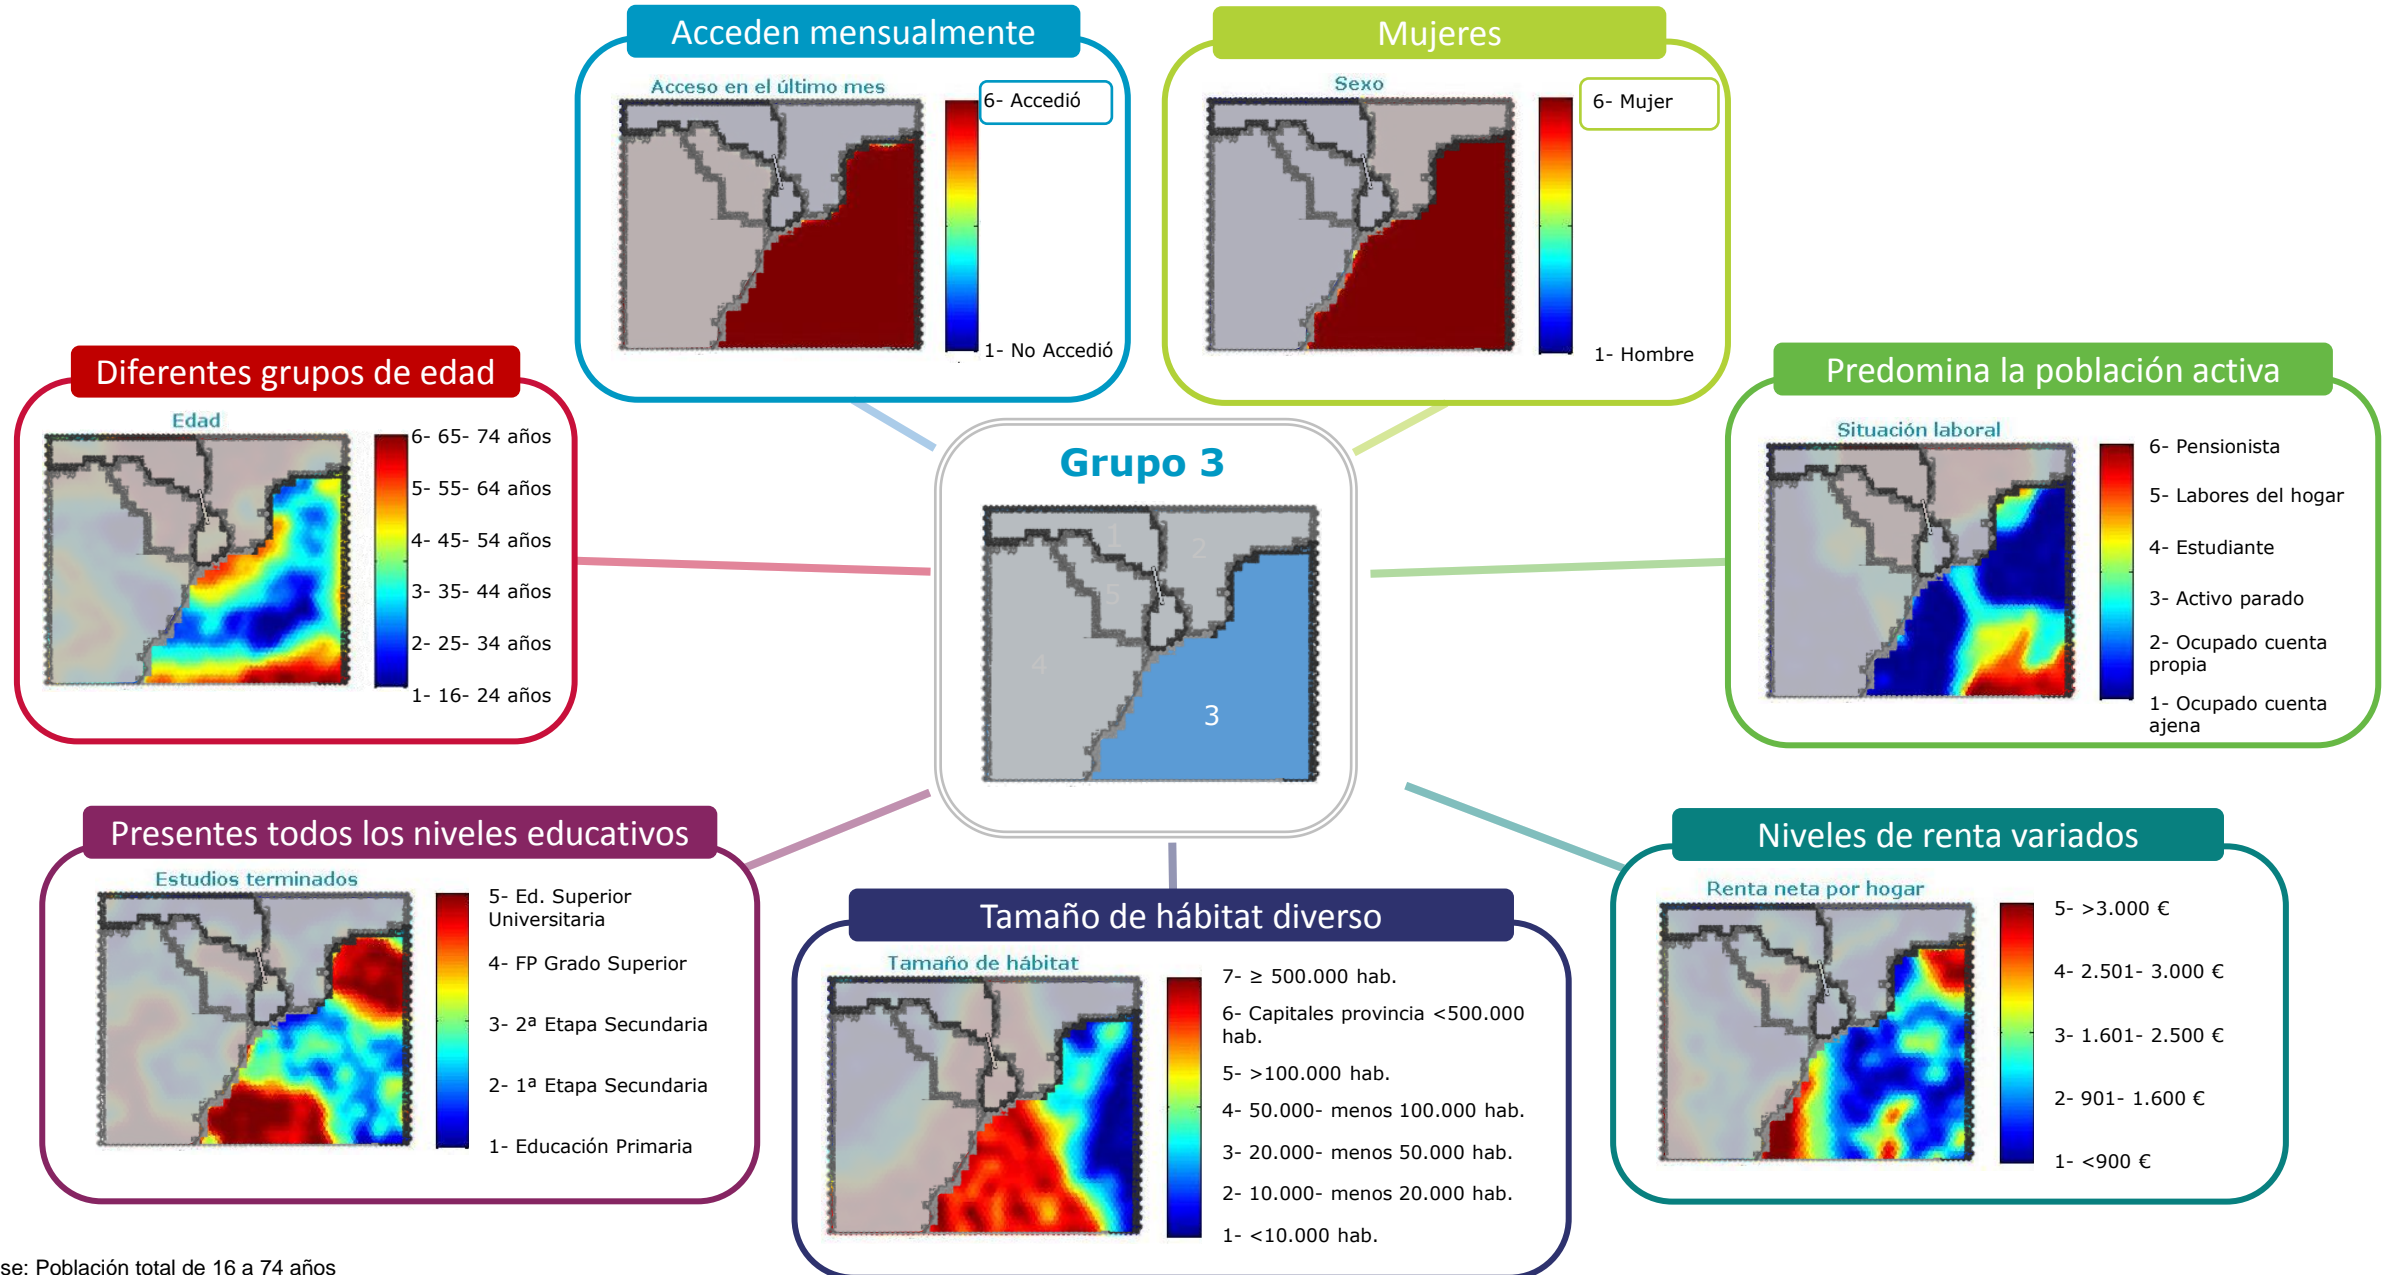 Acceden mensualmente
Acceso en el último mes
6- Accedió
1- No Accedió
Mujeres
Sexo
6- Mujer
1- Hombre
Diferentes grupos de edad
Edad
6- 65- 74 años
5- 55- 64 años
4- 45- 54 años
3- 35- 44 años
2- 25- 34 años
1- 16- 24 años
Grupo 3
1
2
5
4
3
Predomina la población activa
Situación laboral
6- Pensionista
5- Labores del hogar
4- Estudiante
3- Activo parado
2- Ocupado cuenta
propia
1- Ocupado cuenta
ajena
Presentes todos los niveles educativos
Estudios terminados
5- Ed. Superior
Universitaria
4- FP Grado Superior
3- 2ª Etapa Secundaria
2- 1ª Etapa Secundaria
1- Educación Primaria
Tamaño de hábitat diverso
Tamaño de hábitat
7- ≥ 500.000 hab.
6- Capitales provincia <500.000
hab.
5- >100.000 hab.
4- 50.000- menos 100.000 hab.
3- 20.000- menos 50.000 hab.
2- 10.000- menos 20.000 hab.
1- <10.000 hab.
Niveles de renta variados
Renta neta por hogar
5- >3.000 €
4- 2.501- 3.000 €
3- 1.601- 2.500 €
2- 901- 1.600 €
1- <900 €
se: Población total de 16 a 74 años